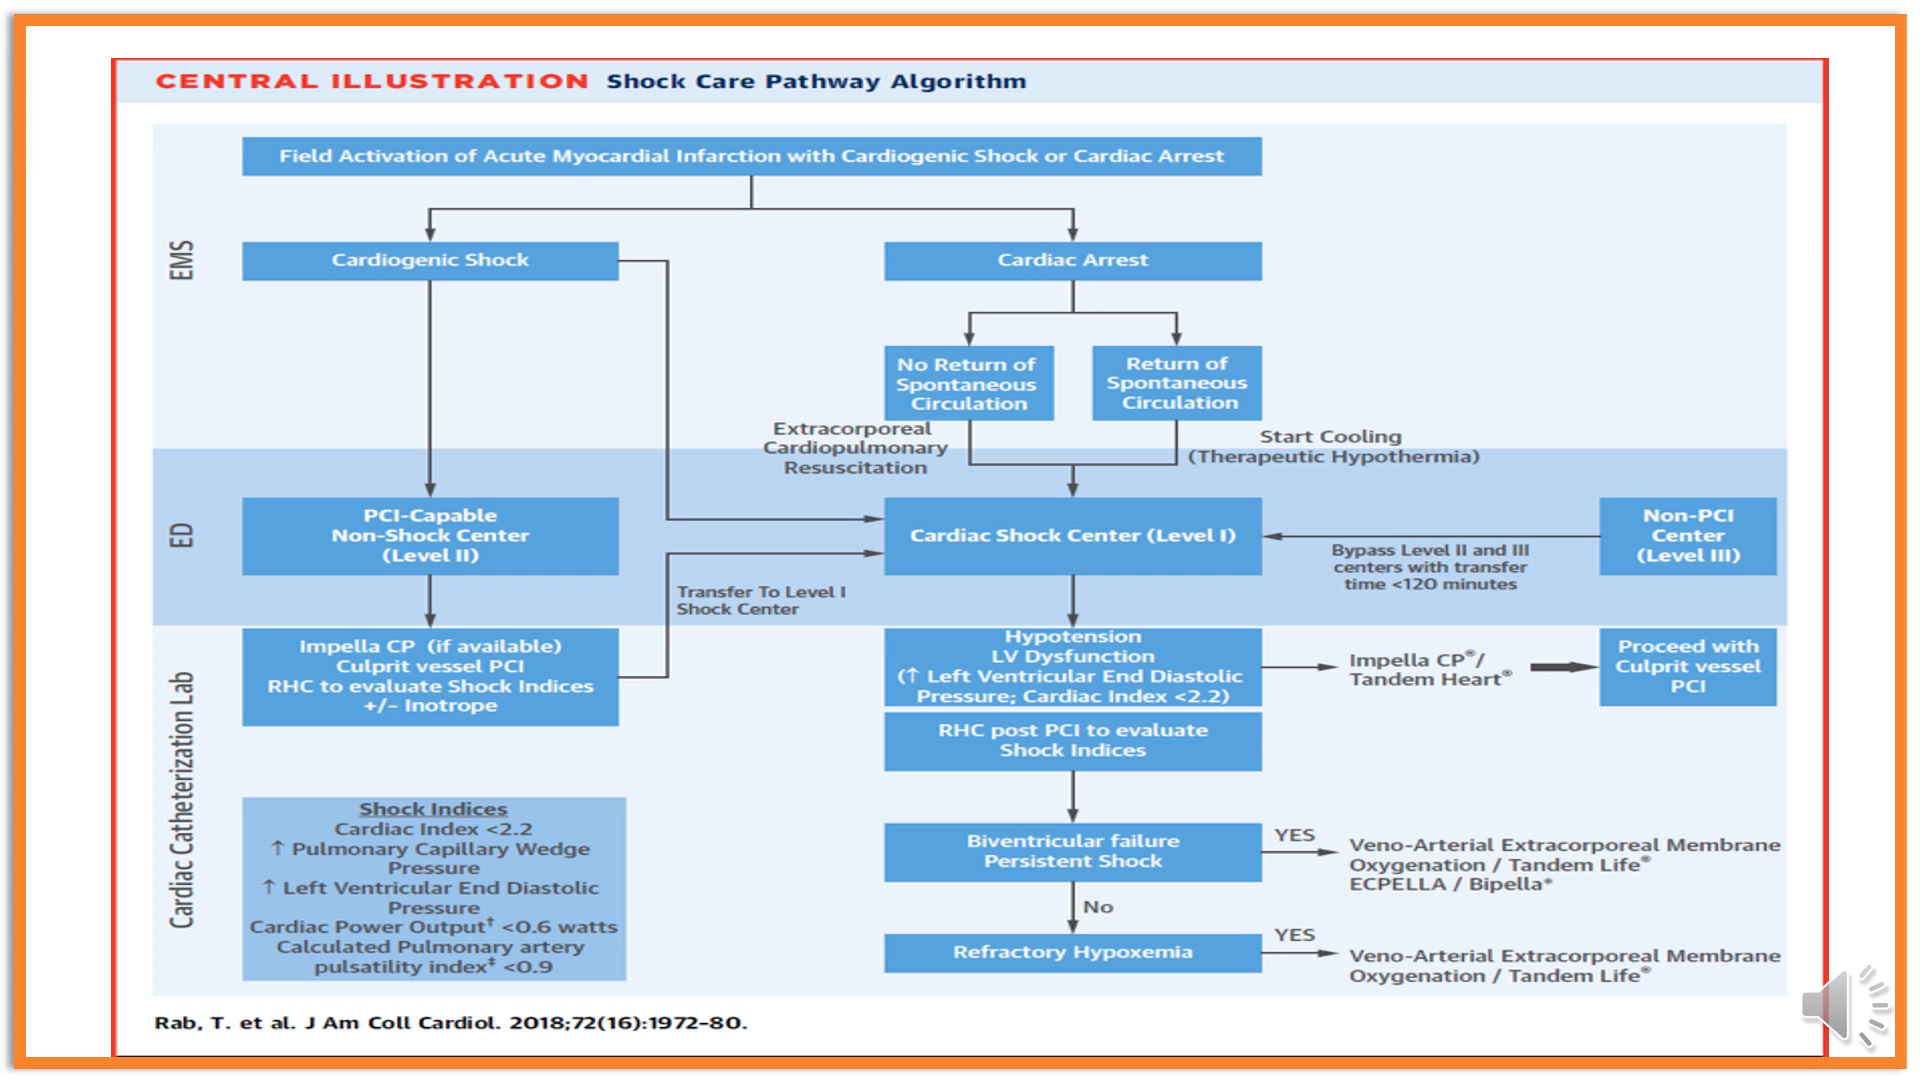 CENTRAL ILLUSTRATION Shock Care Pathway Algorithm
EMS
Field Activation of Acute Myocardial Infarction with Cardiogenic Shock or Cardiac Arrest
Cardiogenic Shock
Cardiac Arrest
No Return of
Spontaneous
Circulation
Return of
Spontaneous
Circulation
Extracorporeal
Cardiopulmonary
Resuscitation
Start Cooling
(Therapeutic Hypothermia)
ED
PCI-Capable
Non-Shock Center
(Level II)
Cardiac Shock Center (Level I)
Non-PCI
Center
(Level III)
Bypass Level II and III
centers with transfer
time <120 minutes
Transfer To Level I
Shock Center
Cardiac Catheterization Lab
Impella CP (if available)
Culprit vessel PCI
RHC to evaluate Shock Indices
+/– Inotrope
Hypotension
LV Dysfunction
(↑ Left Ventricular End Diastolic
Pressure; Cardiac Index <2.2)
Impella CP®/
Tandem Heart®
Proceed with
Culprit vessel
PCI
RHC post PCI to evaluate
Shock Indices
Shock Indices
Cardiac Index <2.2
↑ Pulmonary Capillary Wedge
Pressure
↑ Left Ventricular End Diastolic
Pressure
Cardiac Power Output† <0.6 watts
Calculated Pulmonary artery
pulsatility index‡ <0.9
Biventricular failure
Persistent Shock
YES
Veno-Arterial Extracorporeal Membrane
Oxygenation / Tandem Life®
ECPELLA / Bipella*
No
Refractory Hypoxemia
YES
Veno-Arterial Extracorporeal Membrane
Oxygenation / Tandem Life®
Rab, T. et al. J Am Coll Cardiol. 2018;72(16):1972–80.